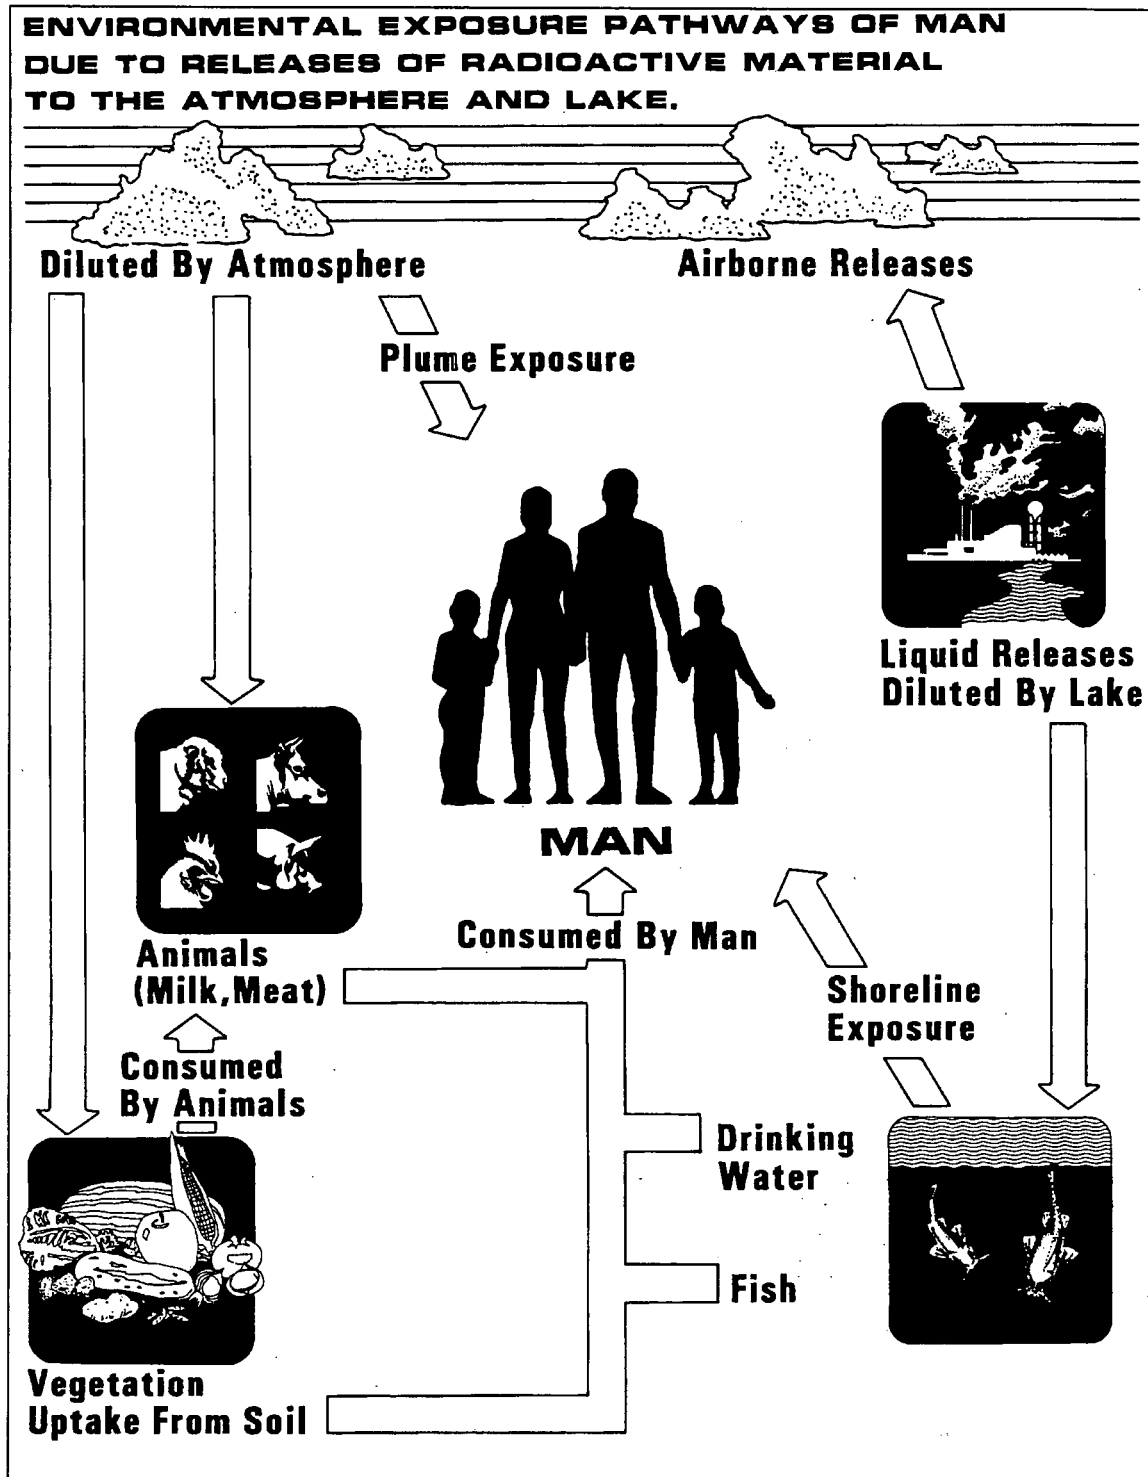 ENVIRONMENTAL EXPOSURE PATHWAYS OF MAN
DUE TO RELEASES OF RADIOACTIVE MATERIAL
TO THE ATMOSPHERE AND LAKE.
Diluted By Atmosphere
Airborne Releases
Plume Exposure
Liquid Releases
Diluted By Lake
MAN
Consumed By Man
Animals
(Milk,Meat)
Shoreline
Exposure
Consumed
By Animals
Drinking
Water
Fish
Vegetation
Uptake From Soil